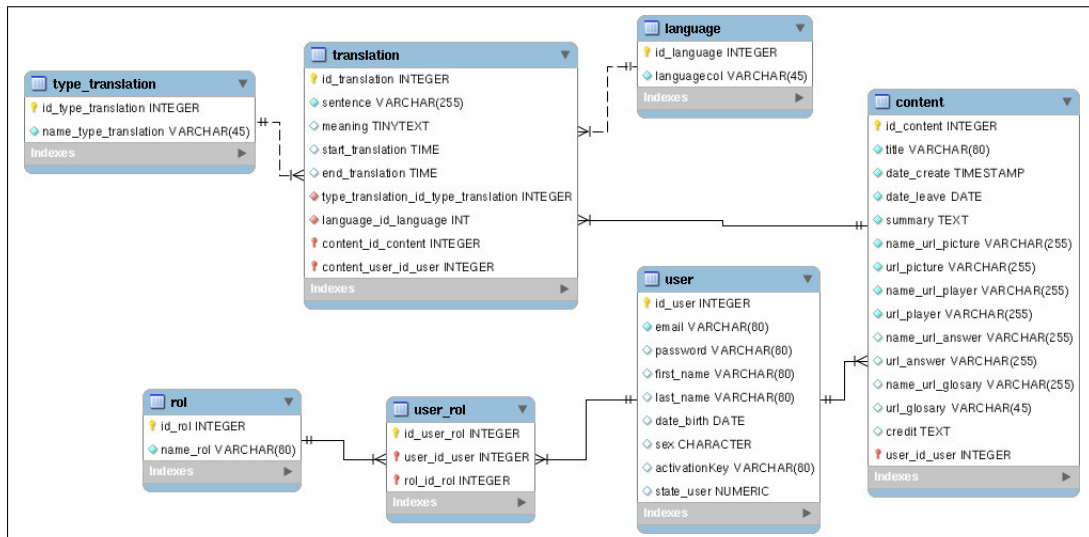 type_translation
id_type_translation INTEGER
name_type_translation VARCHAR(45)
Indexes
translation
id_translation INTEGER
sentence VARCHAR(255)
meaning TINYTEXT
start_translation TIME
end_translation TIME
type_translation_id_type_translation INTEGER
language_id_language INT
content_id_content INTEGER
content_user_id_user INTEGER
Indexes
language
id_language INTEGER
languagecol VARCHAR(45)
Indexes
content
id_content INTEGER
title VARCHAR(80)
date_create TIMESTAMP
date_leave DATE
summary TEXT
name_url_picture VARCHAR(255)
url_picture VARCHAR(255)
name_url_player VARCHAR(255)
url_player VARCHAR(255)
name_url_answer VARCHAR(255)
url_answer VARCHAR(255)
name_url_glosary VARCHAR(255)
url_glosary VARCHAR(45)
credit TEXT
user_id_user INTEGER
Indexes
rol
id_rol INTEGER
name_rol VARCHAR(80)
Indexes
user_rol
id_user_rol INTEGER
user_id_user INTEGER
rol_id_rol INTEGER
Indexes
user
id_user INTEGER
email VARCHAR(80)
password VARCHAR(80)
first_name VARCHAR(80)
last_name VARCHAR(80)
date_birth DATE
sex CHARACTER
activationKey VARCHAR(80)
state_user NUMERIC
Indexes